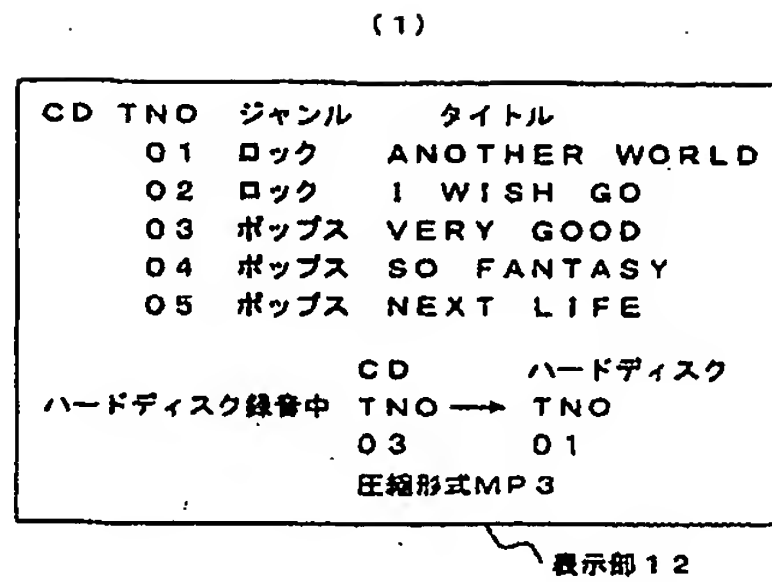 (1)
CD TNO ジャンル タイトル
01 ロック ANOTHER WORLD
02 ロック I WISH GO
03 ポップス VERY GOOD
04 ポップス SO FANTASY
05 ポップス NEXT LIFE
CD ハードディスク
ハードディスク録音中 TNO → TNO
03 01
圧縮形式MP3
表示部12